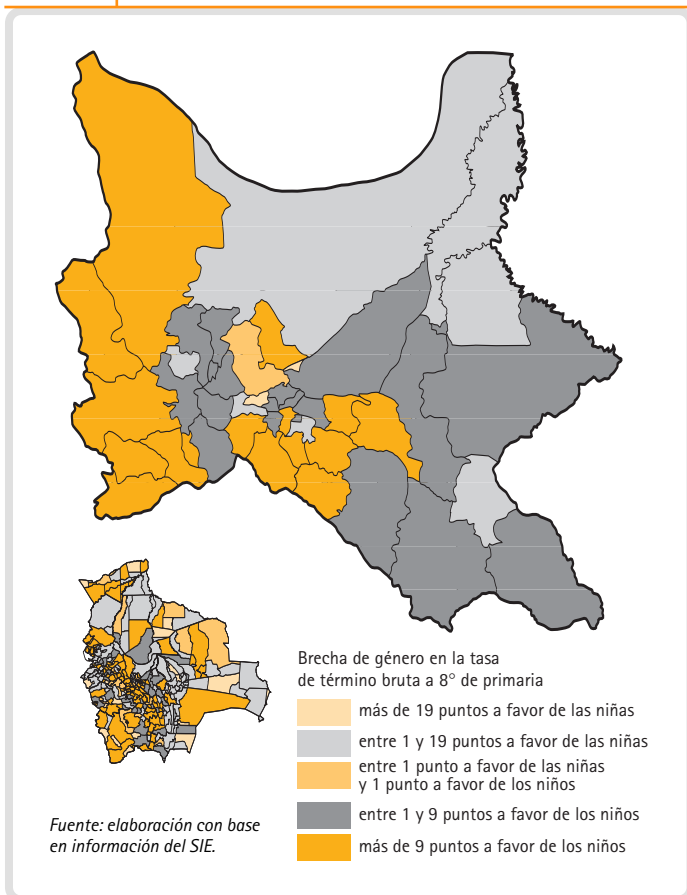 Brecha de género en la tasa
de término bruta a 8° de primaria
más de 19 puntos a favor de las niñas
entre 1 y 19 puntos a favor de las niñas
entre 1 punto a favor de las niñas
y 1 punto a favor de los niños
entre 1 y 9 puntos a favor de los niños
más de 9 puntos a favor de los niños
Fuente: elaboración con base
en información del SIE.